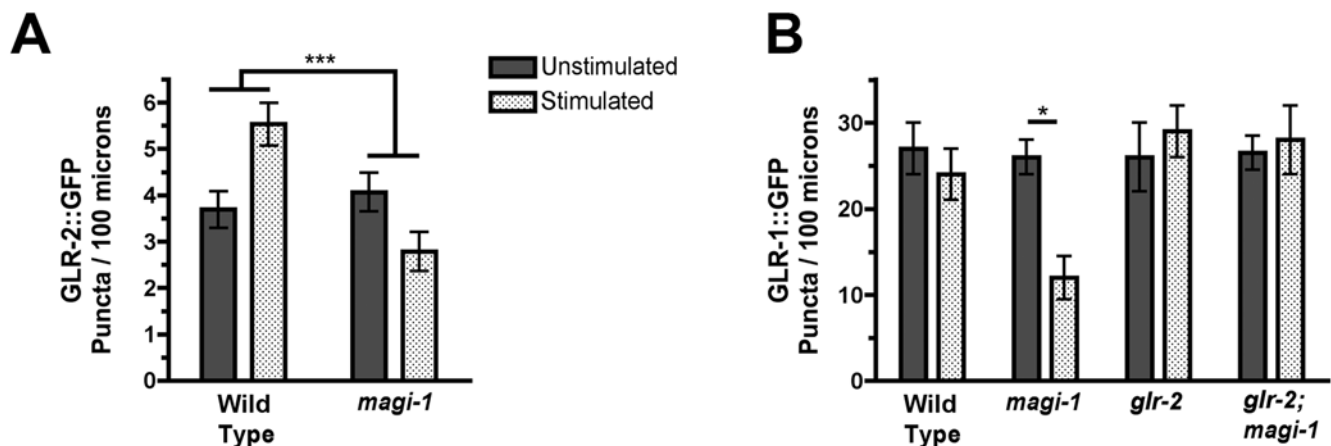 A
GLR-2::GFP
Puncta / 100 microns
6
5
4
3
2
1
0
***
Wild
Type
magi-1
Unstimulated
Stimulated
B
GLR-1::GFP
Puncta / 100 microns
30
20
10
0
*
Wild
Type
magi-1
glr-2
glr-2;
magi-1